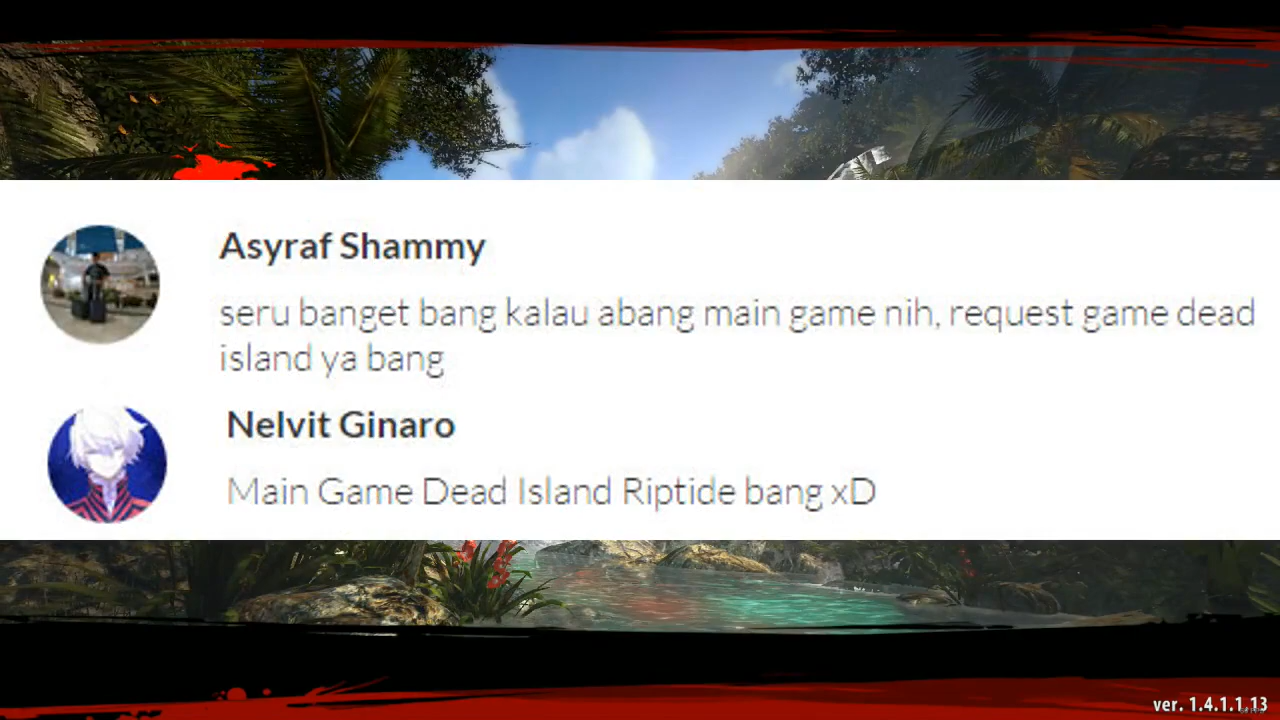 Asyraf Shammy
seru banget bang kalau abang main game nih, request game dead
island ya bang
Nelvit Ginaro
Main Game Dead Island Riptide bang xD
ver. 1.4.1.1.13